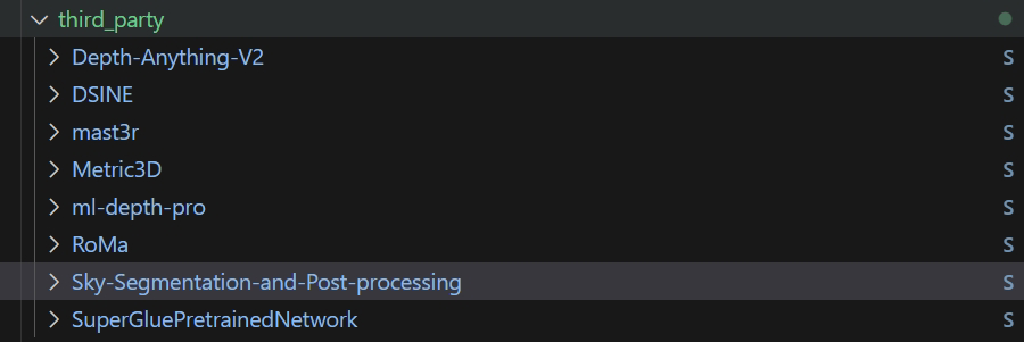 third_party
Depth-Anything-V2 S
DSINE S
mast3r S
Metric3D S
ml-depth-pro S
RoMa S
Sky-Segmentation-and-Post-processing S
SuperGluePretrainedNetwork S